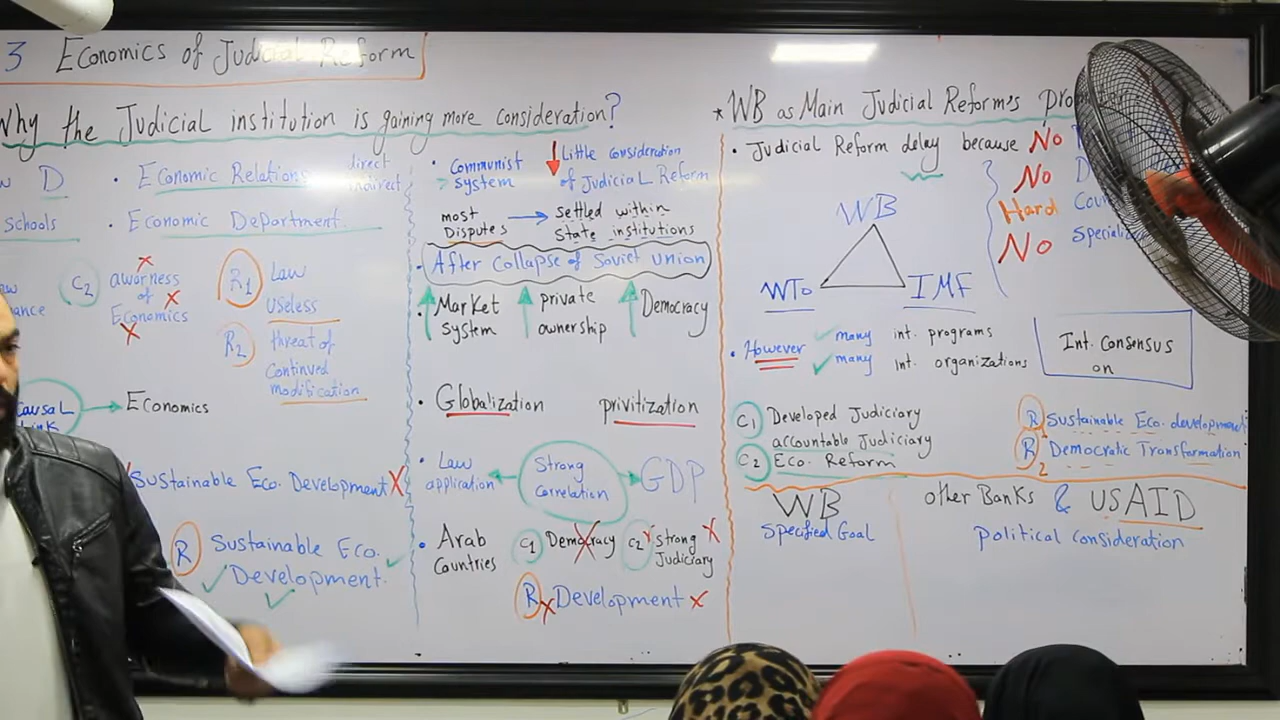 3 Economics of Judicial Reform
Why the Judicial institution is gaining more consideration?
D
Schools
• Economic Relations
direct
indirect
• Economic Department
C2
awarness
of
Economics
R1
Law
useless
R2
threat of
continued
modification
Causal
Link
Economics
Sustainable Eco. Development
R Sustainable Eco.
Development.
• Communist
system
Little consideration
of Judicial Reform
most
Disputes
settled within
State institutions
• After Collapse of Soviet Union
• Market
system
private
ownership
Democracy
• Globalization
privitization
• Law
application
Strong
Correlation
GDP
• Arab
Countries
C1 Democracy
C2 strong
Judiciary
R Development
* WB as Main Judicial Reform's
• Judicial Reform delay because No
No
Hard
No
WB
WTO
IMF
• However
many int. programs
many int. organizations
Int. Consensus
on
C1 Developed Judiciary
accountable Judiciary
C2 Eco. Reform
R1 Sustainable Eco. development
R2 Democratic Transformation
WB
Specified Goal
other Banks & USAID
political consideration